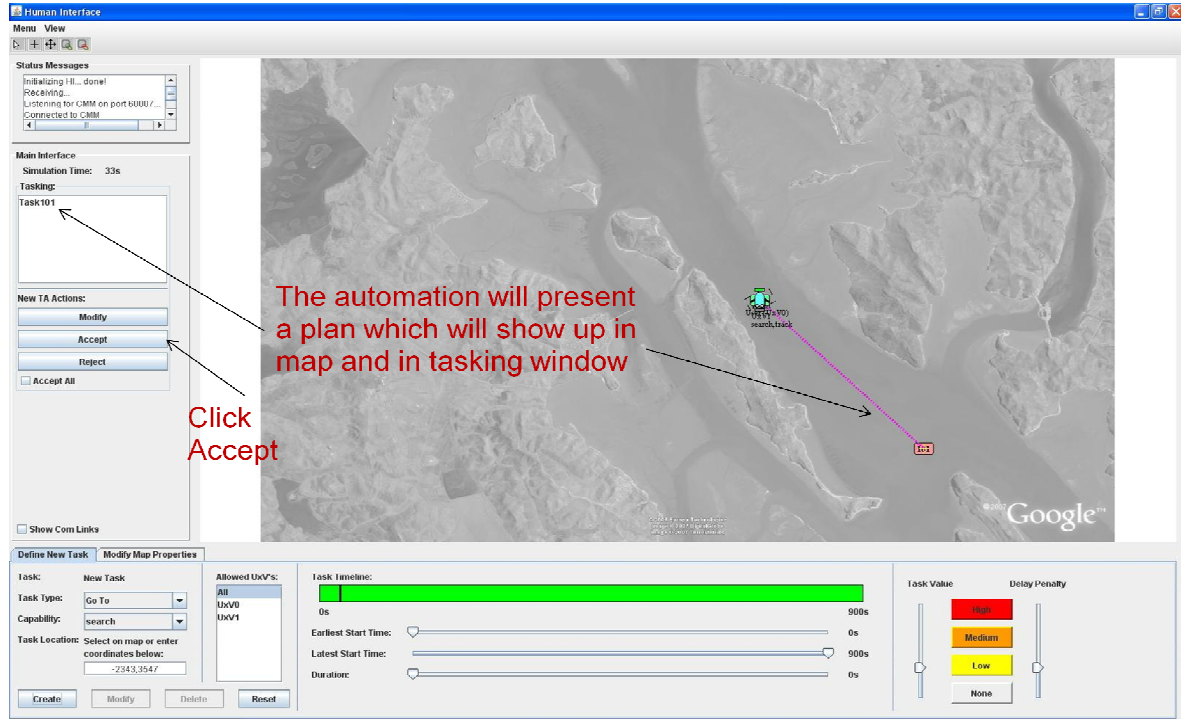 Human Interface
Menu View
Status Messages
Initializing HI... done!
Receiving...
Listening for CMM on port 60007...
Connected to CMM
Main Interface
Simulation Time: 33s
Tasking:
Task101
New TA Actions:
Modify
Accept
Reject
Accept All
Show Com Links
The automation will present
a plan which will show up in
map and in tasking window
Click
Accept
search,track
©2007 Google™
Define New Task
Modify Map Properties
Task: New Task
Task Type: Go To
Capability: search
Task Location: Select on map or enter
coordinates below:
-2343,3547
Create
Modify
Delete
Reset
Allowed UxV's:
All
UxV0
UxV1
Task Timeline:
0s 900s
Earliest Start Time: 0s
Latest Start Time: 900s
Duration: 0s
Task Value Delay Penalty
High
Medium
Low
None